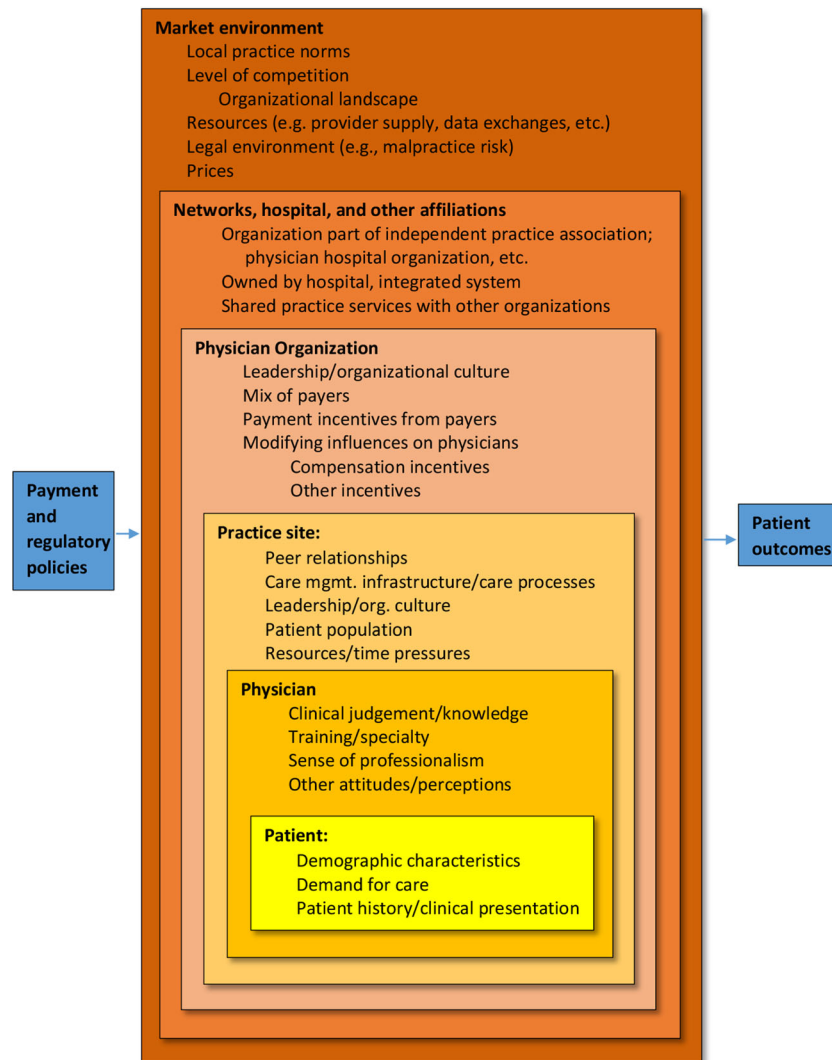 Market environment
Local practice norms
Level of competition
Organizational landscape
Resources (e.g. provider supply, data exchanges, etc.)
Legal environment (e.g., malpractice risk)
Prices
Networks, hospital, and other affiliations
Organization part of independent practice association;
physician hospital organization, etc.
Owned by hospital, integrated system
Shared practice services with other organizations
Physician Organization
Leadership/organizational culture
Mix of payers
Payment incentives from payers
Modifying influences on physicians
Compensation incentives
Other incentives
Payment
and
regulatory
policies
Practice site:
Peer relationships
Care mgmt. infrastructure/care processes
Leadership/org. culture
Patient population
Resources/time pressures
Physician
Clinical judgement/knowledge
Training/specialty
Sense of professionalism
Other attitudes/perceptions
Patient:
Demographic characteristics
Demand for care
Patient history/clinical presentation
Patient
outcomes